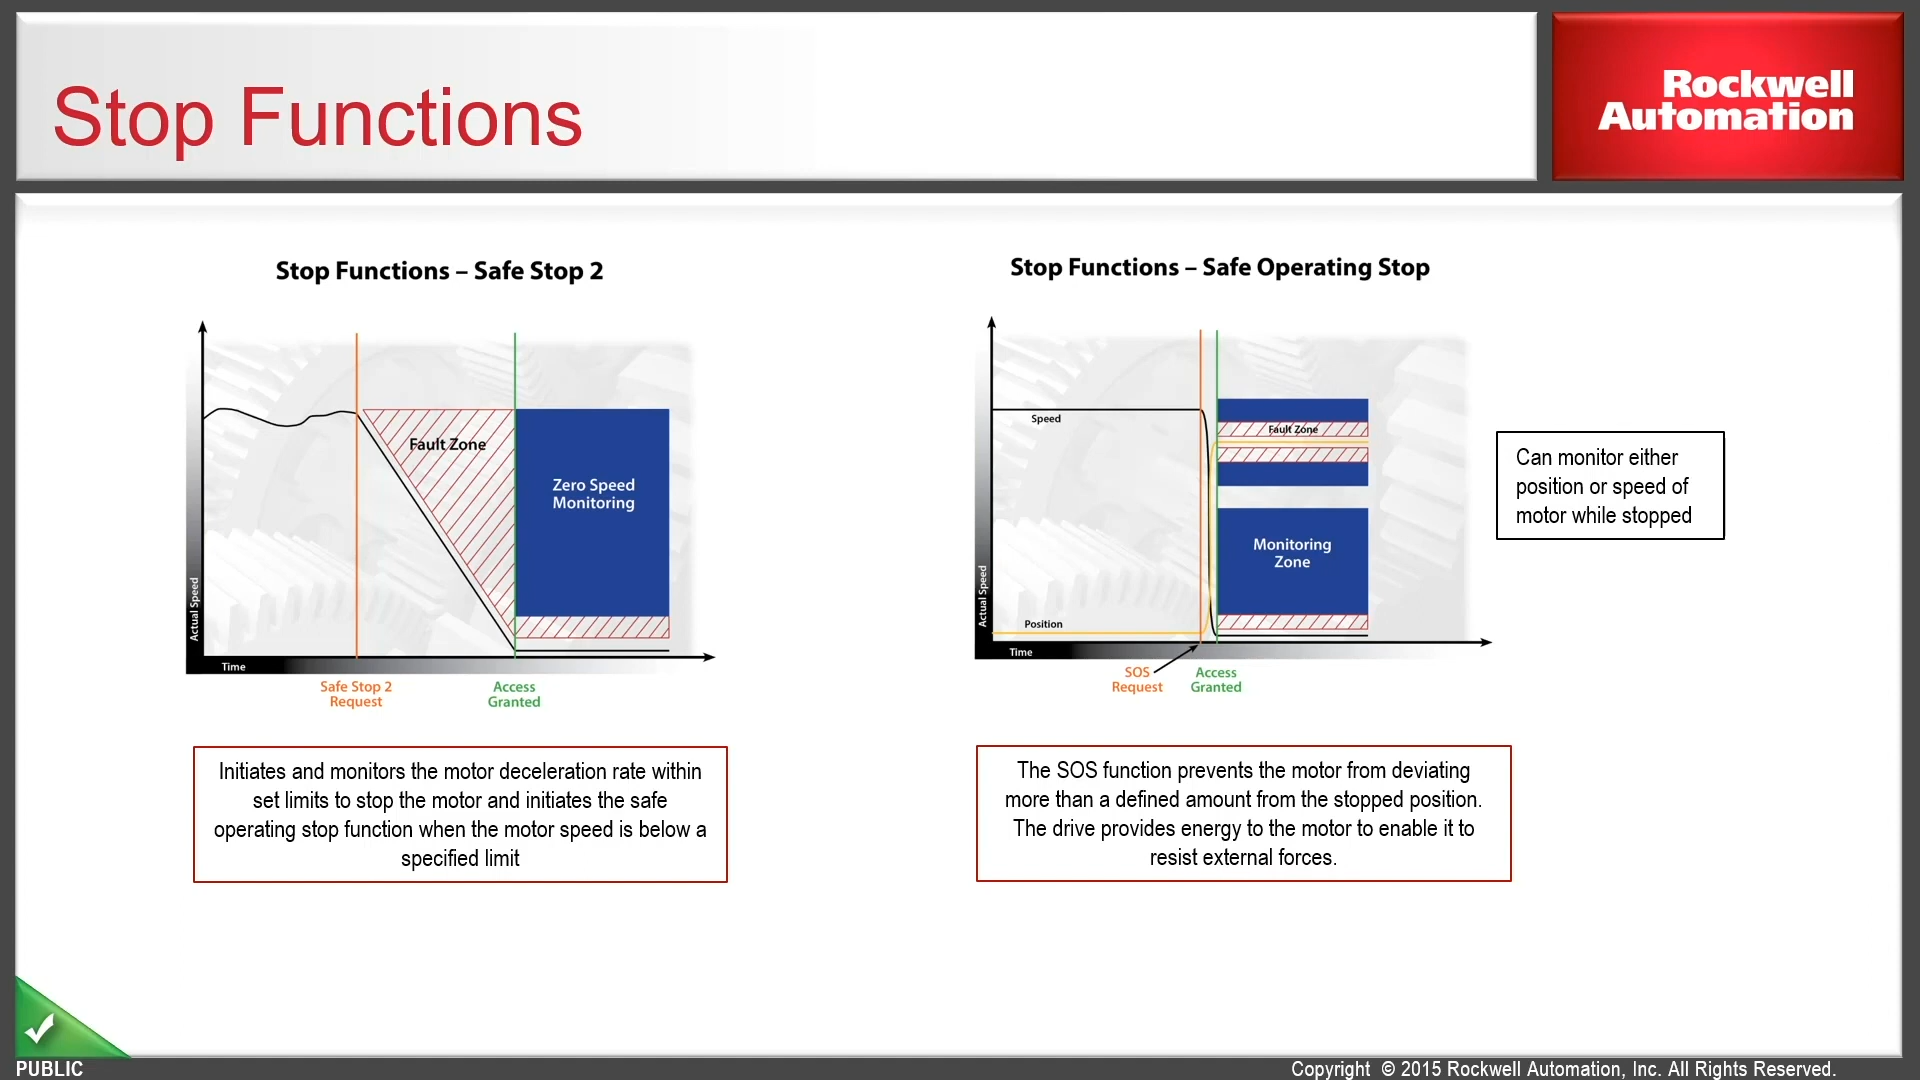 Stop Functions
Rockwell
Automation
Stop Functions – Safe Stop 2
Fault Zone
Zero Speed
Monitoring
Actual Speed
Time
Safe Stop 2
Request
Access
Granted
Initiates and monitors the motor deceleration rate within
set limits to stop the motor and initiates the safe
operating stop function when the motor speed is below a
specified limit
Stop Functions – Safe Operating Stop
Speed
Fault Zone
Monitoring
Zone
Actual Speed
Position
Time
SOS
Request
Access
Granted
Can monitor either
position or speed of
motor while stopped
The SOS function prevents the motor from deviating
more than a defined amount from the stopped position.
The drive provides energy to the motor to enable it to
resist external forces.
PUBLIC
Copyright © 2015 Rockwell Automation, Inc. All Rights Reserved.